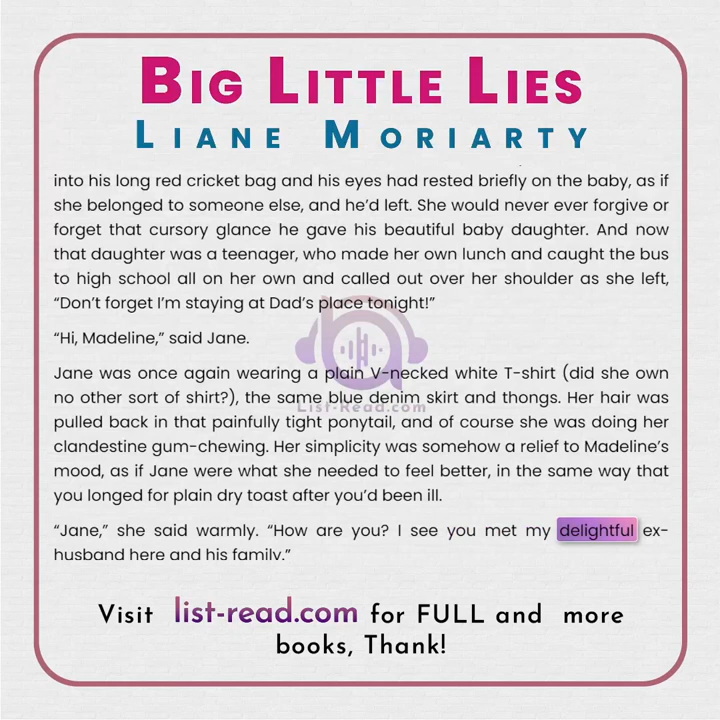 BIG LITTLE LIES
LIANE MORIARTY
into his long red cricket bag and his eyes had rested briefly on the baby, as if
she belonged to someone else, and he’d left. She would never ever forgive or
forget that cursory glance he gave his beautiful baby daughter. And now
that daughter was a teenager, who made her own lunch and caught the bus
to high school all on her own and called out over her shoulder as she left,
“Don’t forget I’m staying at Dad’s place tonight!”
“Hi, Madeline,” said Jane.
Jane was once again wearing a plain V-necked white T-shirt (did she own
no other sort of shirt?), the same blue denim skirt and thongs. Her hair was
List-Read.com
pulled back in that painfully tight ponytail, and of course she was doing her
clandestine gum-chewing. Her simplicity was somehow a relief to Madeline’s
mood, as if Jane were what she needed to feel better, in the same way that
you longed for plain dry toast after you’d been ill.
“Jane,” she said warmly. “How are you? I see you met my delightful ex-
husband here and his family.”
Visit list-read.com for FULL and more
books, Thank!